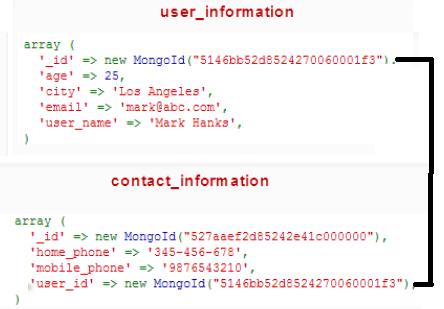 user_information
array (
'_id' => new MongoId("5146bb52d8524270060001f3"),
'age' => 25,
'city' => 'Los Angeles',
'email' => 'mark@abc.com',
'user_name' => 'Mark Hanks',
)
contact_information
array (
'_id' => new MongoId("527aaef2d85242e41c000000"),
'home_phone' => '345-456-678',
'mobile_phone' => '9876543210',
'user_id' => new MongoId("5146bb52d8524270060001f3"),
)